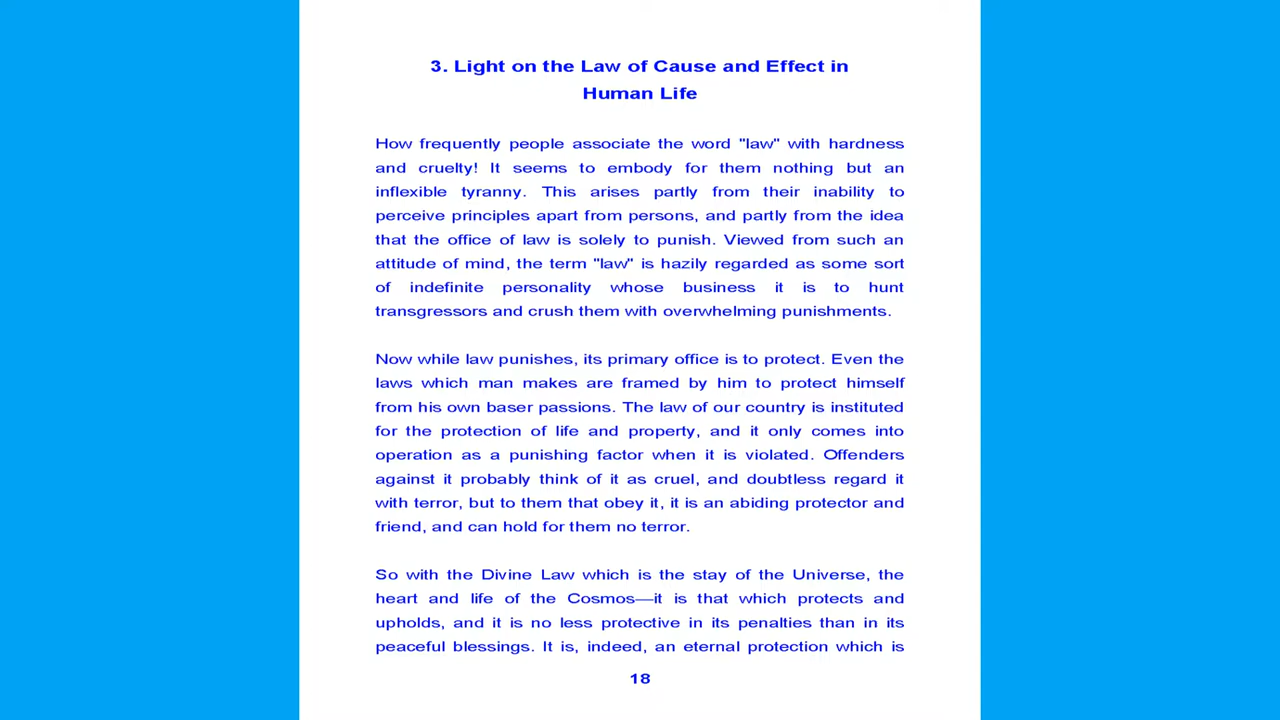 3. Light on the Law of Cause and Effect in
Human Life
How frequently people associate the word "law" with hardness
and cruelty! It seems to embody for them nothing but an
inflexible tyranny. This arises partly from their inability to
perceive principles apart from persons, and partly from the idea
that the office of law is solely to punish. Viewed from such an
attitude of mind, the term "law" is hazily regarded as some sort
of indefinite personality whose business it is to hunt
transgressors and crush them with overwhelming punishments.
Now while law punishes, its primary office is to protect. Even the
laws which man makes are framed by him to protect himself
from his own baser passions. The law of our country is instituted
for the protection of life and property, and it only comes into
operation as a punishing factor when it is violated. Offenders
against it probably think of it as cruel, and doubtless regard it
with terror, but to them that obey it, it is an abiding protector and
friend, and can hold for them no terror.
So with the Divine Law which is the stay of the Universe, the
heart and life of the Cosmos—it is that which protects and
upholds, and it is no less protective in its penalties than in its
peaceful blessings. It is, indeed, an eternal protection which is
18